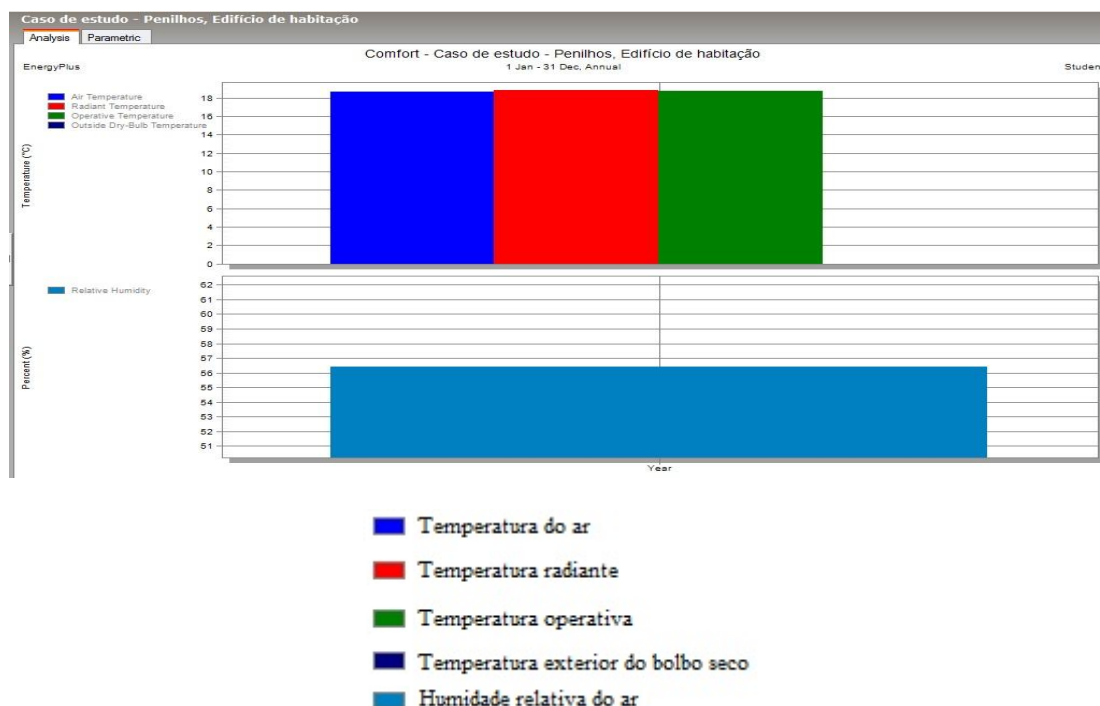 Caso de estudo - Penilhos, Edifício de habitação
Analysis Parametric
Comfort - Caso de estudo - Penilhos, Edifício de habitação
EnergyPlus 1 Jan - 31 Dec, Annual Studen
Air Temperature
Radiant Temperature
Operative Temperature
Outside Dry-Bulb Temperature
Temperature (°C)
18
16
14
12
10
8
6
4
2
0
Relative Humidity
Percent (%)
62
61
60
59
58
57
56
55
54
53
52
51
Year
Temperatura do ar
Temperatura radiante
Temperatura operativa
Temperatura exterior do bolbo seco
Humidade relativa do ar